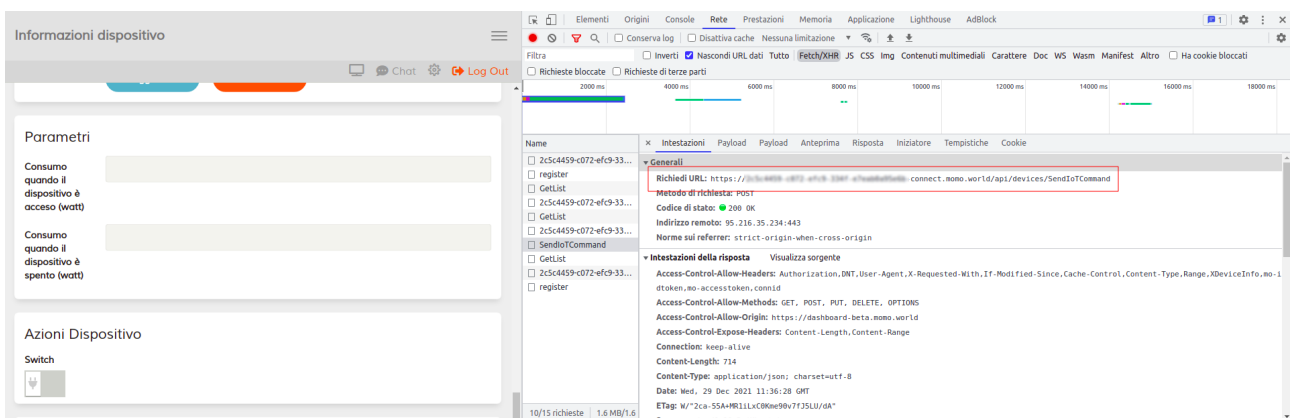 Informazioni dispositivo
Chat
Log Out
Parametri
Consumo
quando il
dispositivo è
acceso (watt)
Consumo
quando il
dispositivo è
spento (watt)
Azioni Dispositivo
Switch
Elementi Origini Console Rete Prestazioni Memoria Applicazione Lighthouse AdBlock 1
Conserva log Disattiva cache Nessuna limitazione
Filtra Inverti Nascondi URL dati Tutto Fetch/XHR JS CSS Img Contenuti multimediali Carattere Doc WS Wasm Manifest Altro Ha cookie bloccati
Richieste bloccate Richieste di terze parti
2000 ms 4000 ms 6000 ms 8000 ms 10000 ms 12000 ms 14000 ms 16000 ms 18000 ms
Name
2c5c4459-c072-efc9-33...
register
GetList
2c5c4459-c072-efc9-33...
GetList
2c5c4459-c072-efc9-33...
SendIoTCommand
GetList
2c5c4459-c072-efc9-33...
register
10/15 richieste 1.6 MB/1.6
× Intestazioni Payload Payload Anteprima Risposta Iniziatore Tempistiche Cookie
Generali
Richiedi URL: https:// -connect.momo.world/api/devices/SendIoTCommand
Metodo di richiesta: POST
Codice di stato: 200 OK
Indirizzo remoto: 95.216.35.234:443
Norme sui referrer: strict-origin-when-cross-origin
Intestazioni della risposta Visualizza sorgente
Access-Control-Allow-Headers: Authorization,DNT,User-Agent,X-Requested-With,If-Modified-Since,Cache-Control,Content-Type,Range,XDeviceInfo,mo-i
dtoken,mo-accesstoken,connid
Access-Control-Allow-Methods: GET, POST, PUT, DELETE, OPTIONS
Access-Control-Allow-Origin: https://dashboard-beta.momo.world
Access-Control-Expose-Headers: Content-Length,Content-Range
Connection: keep-alive
Content-Length: 714
Content-Type: application/json; charset=utf-8
Date: Wed, 29 Dec 2021 11:36:28 GMT
ETag: W/"2ca-55A+MR1iLxC0Kme90v7fJ5LU/dA"